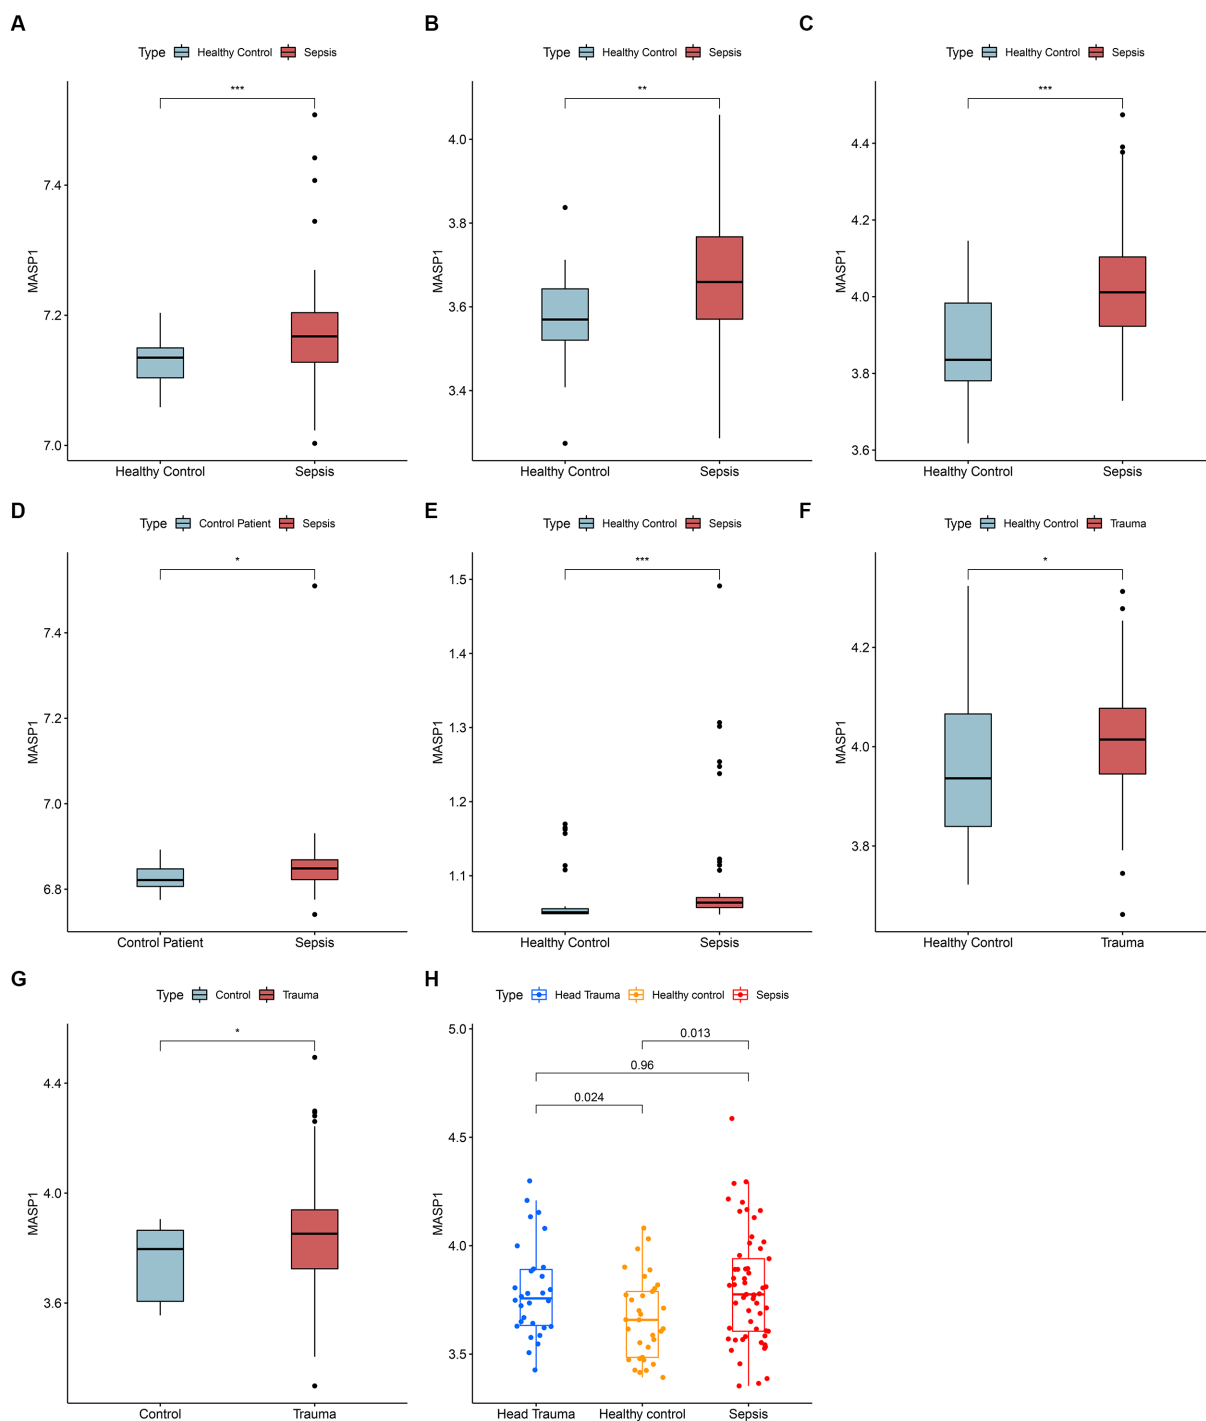 A
Type Healthy Control Sepsis
***
7.4
7.2
7.0
MASP1
Healthy Control Sepsis
B
Type Healthy Control Sepsis
**
4.0
3.8
3.6
3.4
MASP1
Healthy Control Sepsis
C
Type Healthy Control Sepsis
***
4.4
4.2
4.0
3.8
3.6
MASP1
Healthy Control Sepsis
D
Type Control Patient Sepsis
*
7.4
7.2
7.0
6.8
MASP1
Control Patient Sepsis
E
Type Healthy Control Sepsis
***
1.5
1.4
1.3
1.2
1.1
MASP1
Healthy Control Sepsis
F
Type Healthy Control Trauma
*
4.2
4.0
3.8
MASP1
Healthy Control Trauma
G
Type Control Trauma
*
4.4
4.0
3.6
MASP1
Control Trauma
H
Type Head Trauma Healthy control Sepsis
5.0
4.5
4.0
3.5
MASP1
0.013
0.96
0.024
Head Trauma Healthy control Sepsis